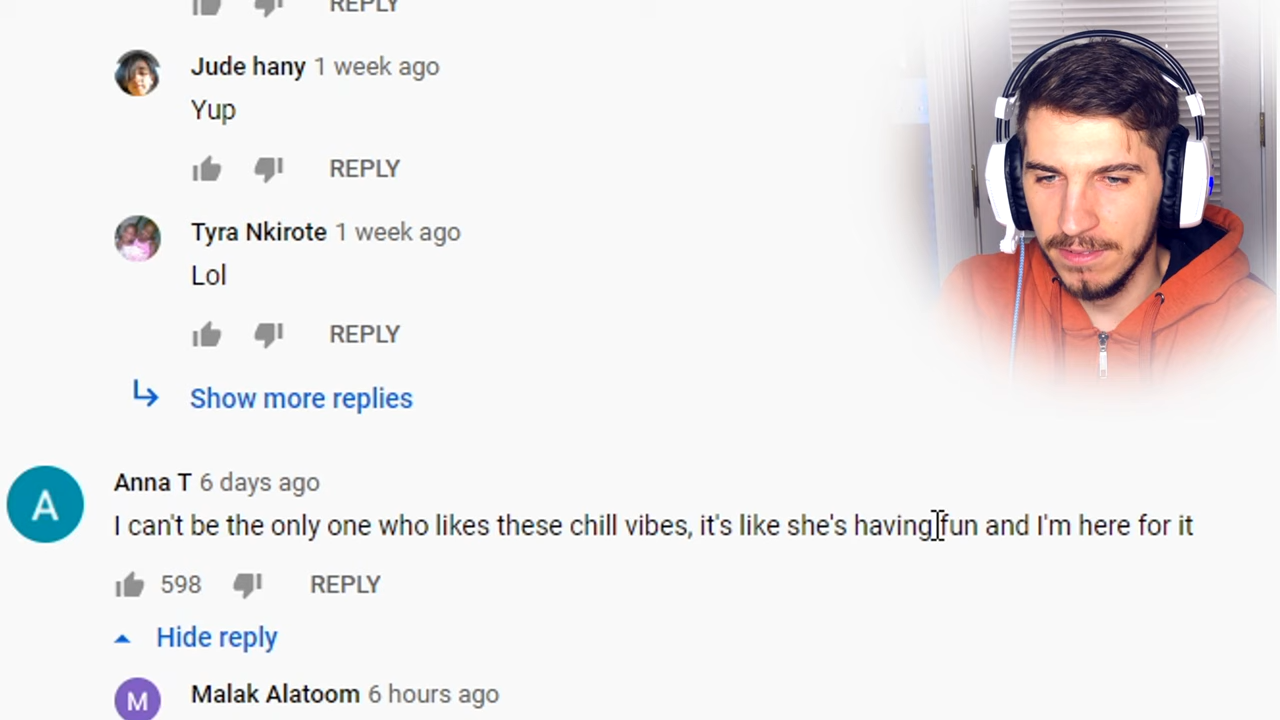 REPLY
Jude hany 1 week ago
Yup
REPLY
Tyra Nkirote 1 week ago
Lol
REPLY
Show more replies
A
Anna T 6 days ago
I can't be the only one who likes these chill vibes, it's like she's having fun and I'm here for it
598 REPLY
Hide reply
M
Malak Alatoom 6 hours ago